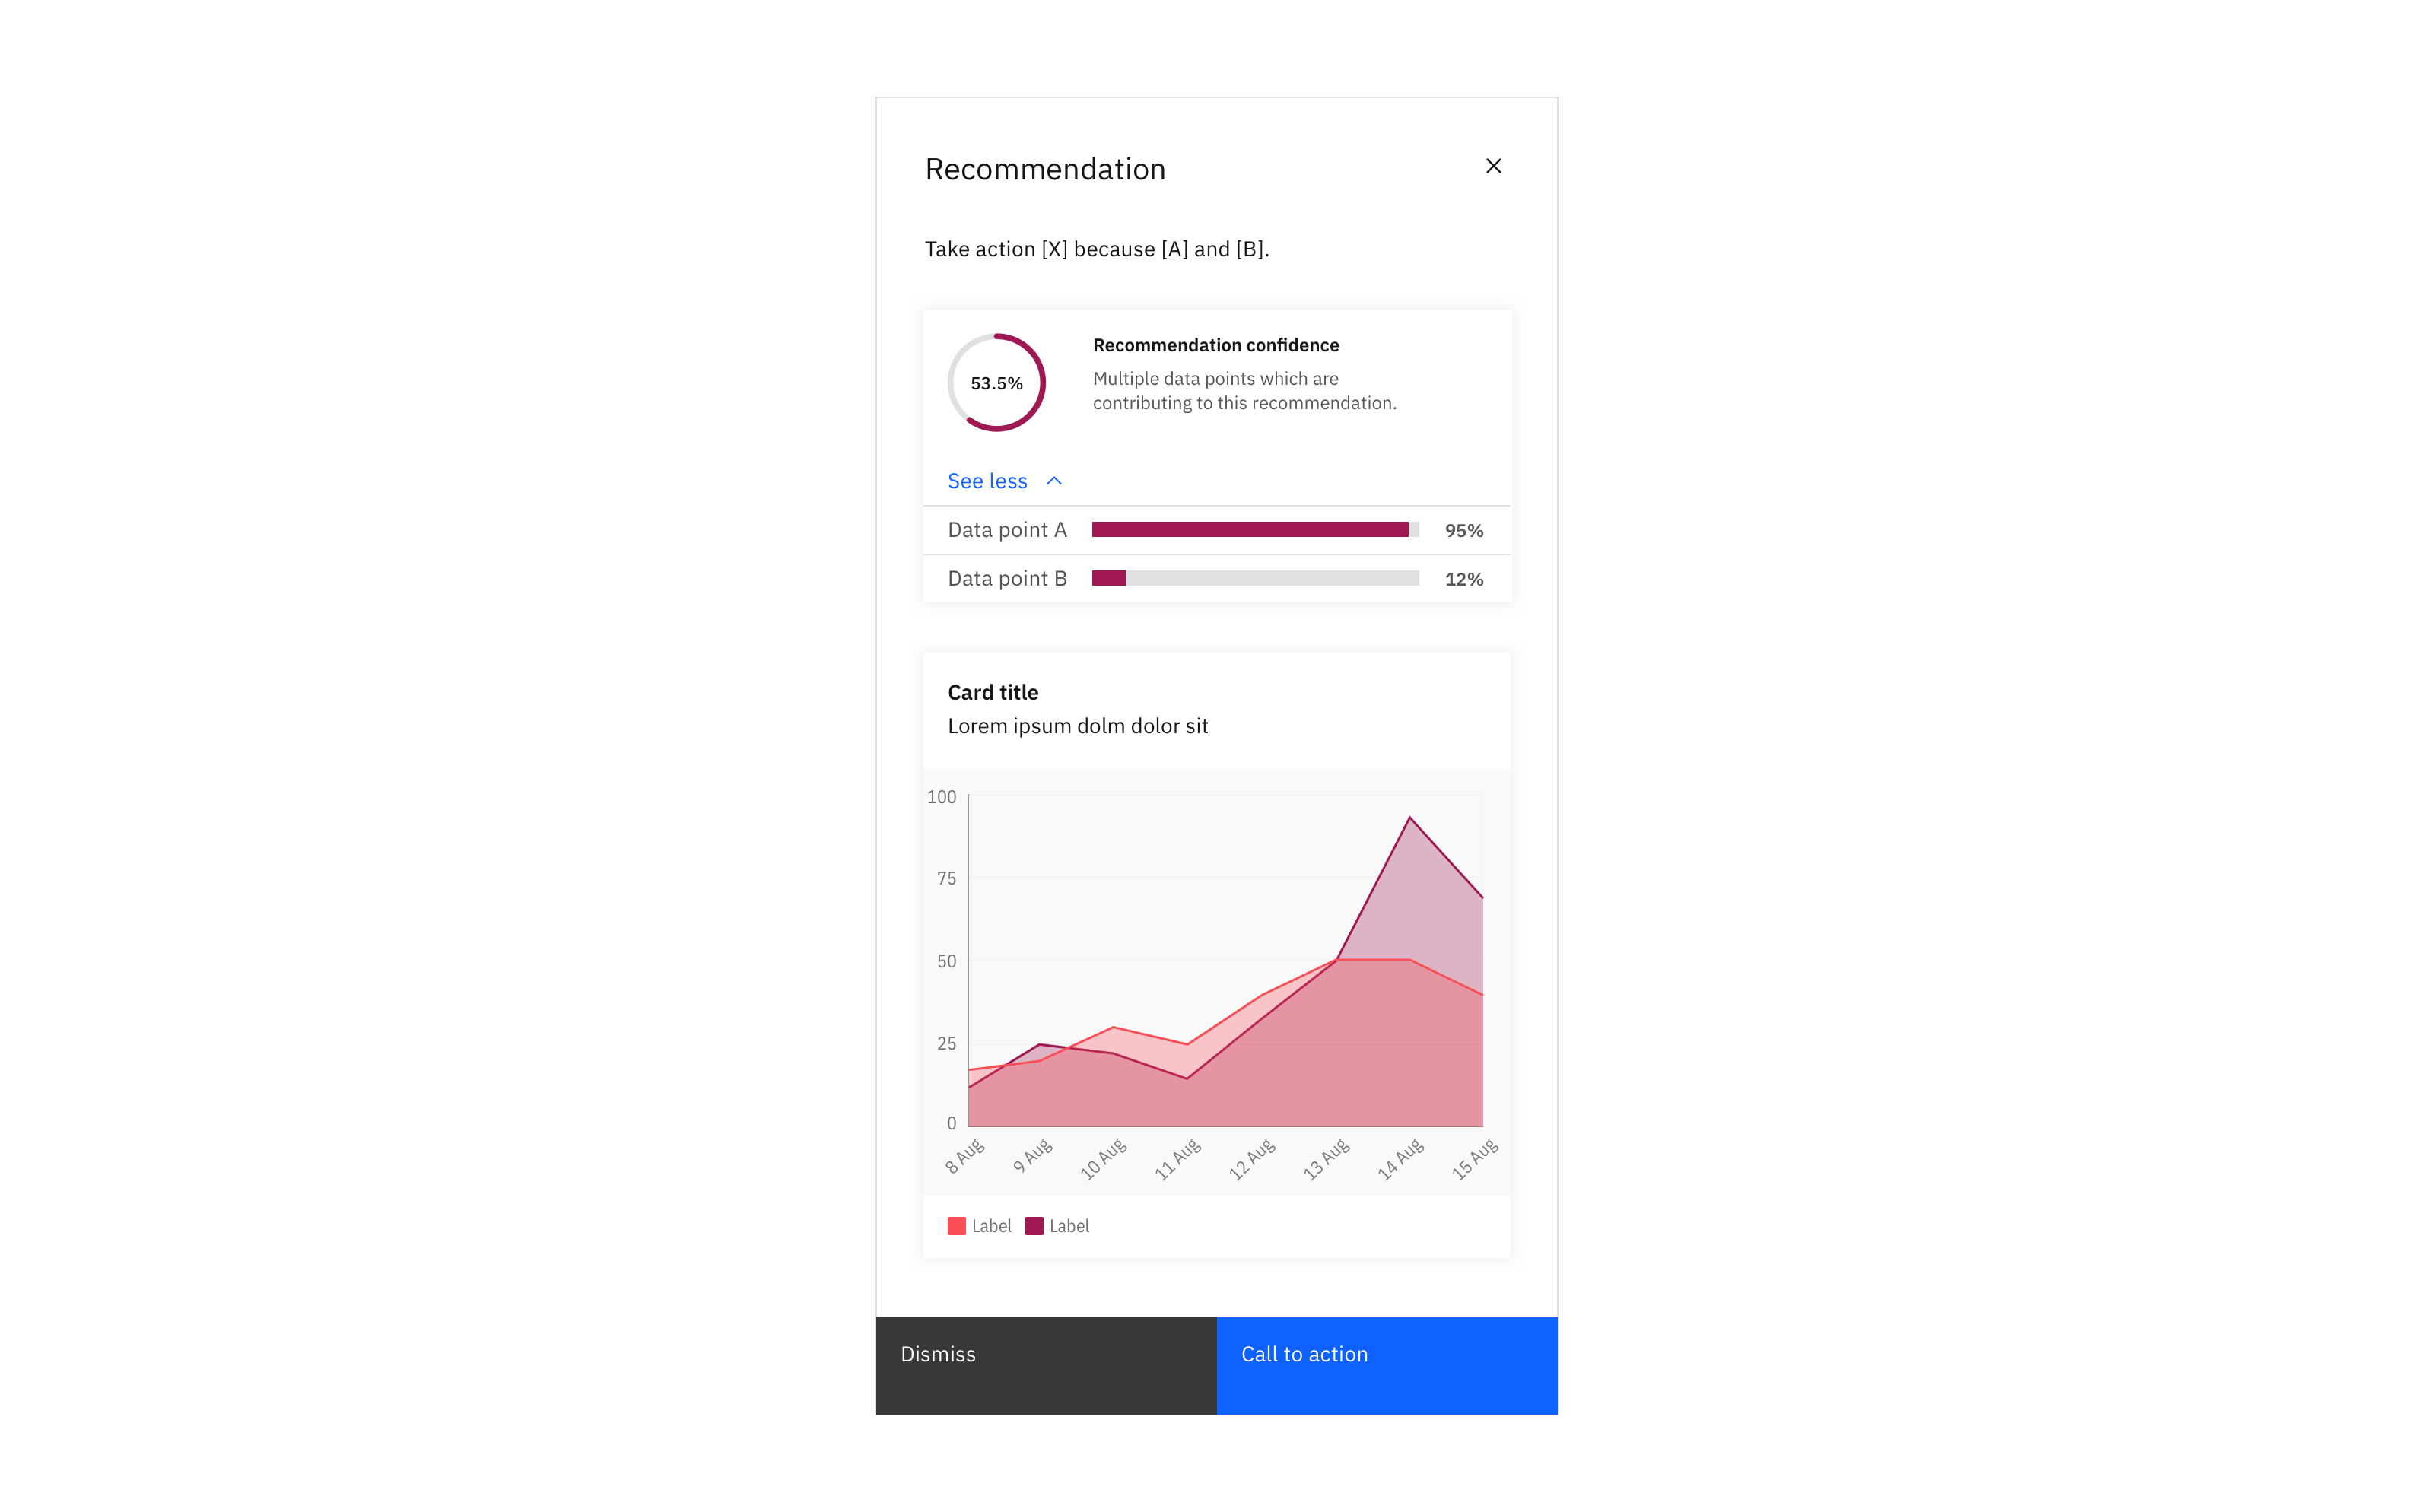 Recommendation
Take action [X] because [A] and [B].
53.5%
Recommendation confidence
Multiple data points which are
contributing to this recommendation.
See less
Data point A 95%
Data point B 12%
Card title
Lorem ipsum dolm dolor sit
100
75
50
25
0
8 Aug 9 Aug 10 Aug 11 Aug 12 Aug 13 Aug 14 Aug 15 Aug
Label Label
Dismiss Call to action